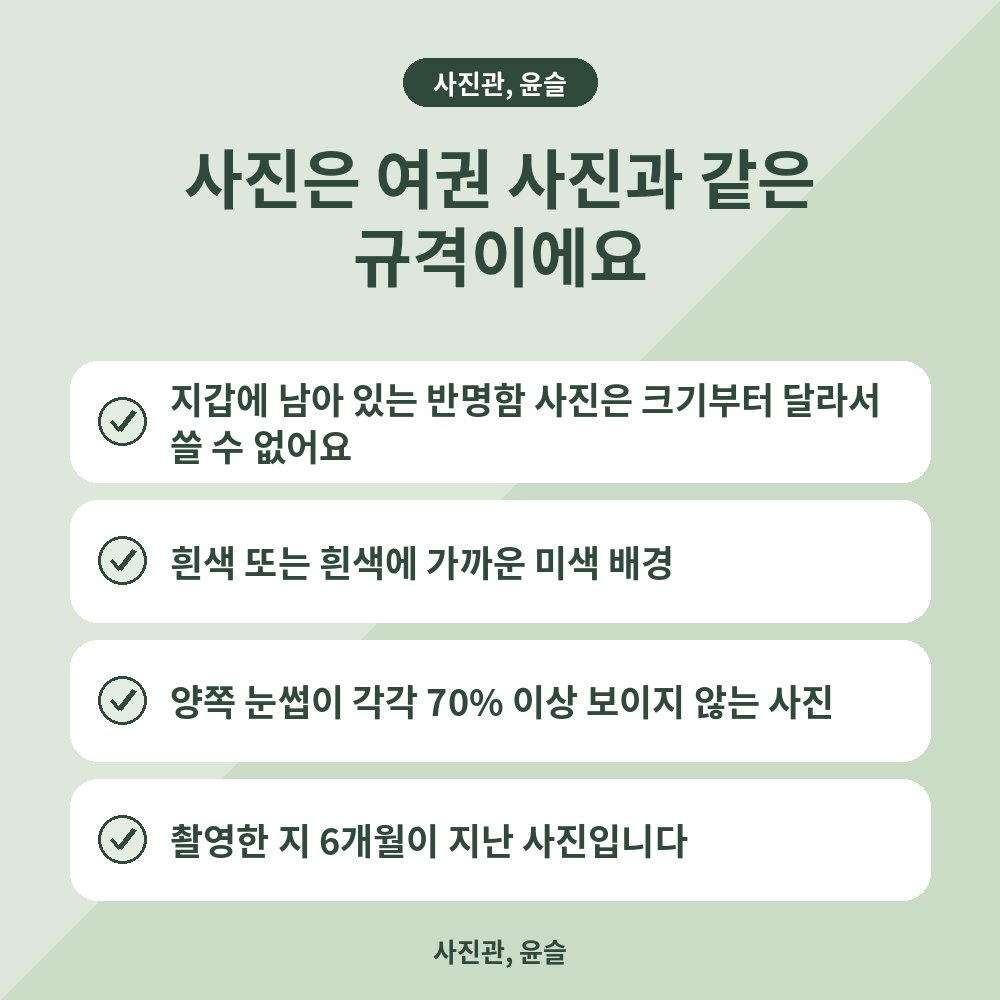 사진관, 윤슬
사진은 여권 사진과 같은
규격이에요
지갑에 남아 있는 반명함 사진은 크기부터 달라서
쓸 수 없어요
흰색 또는 흰색에 가까운 미색 배경
양쪽 눈썹이 각각 70% 이상 보이지 않는 사진
촬영한 지 6개월이 지난 사진입니다
사진관, 윤슬